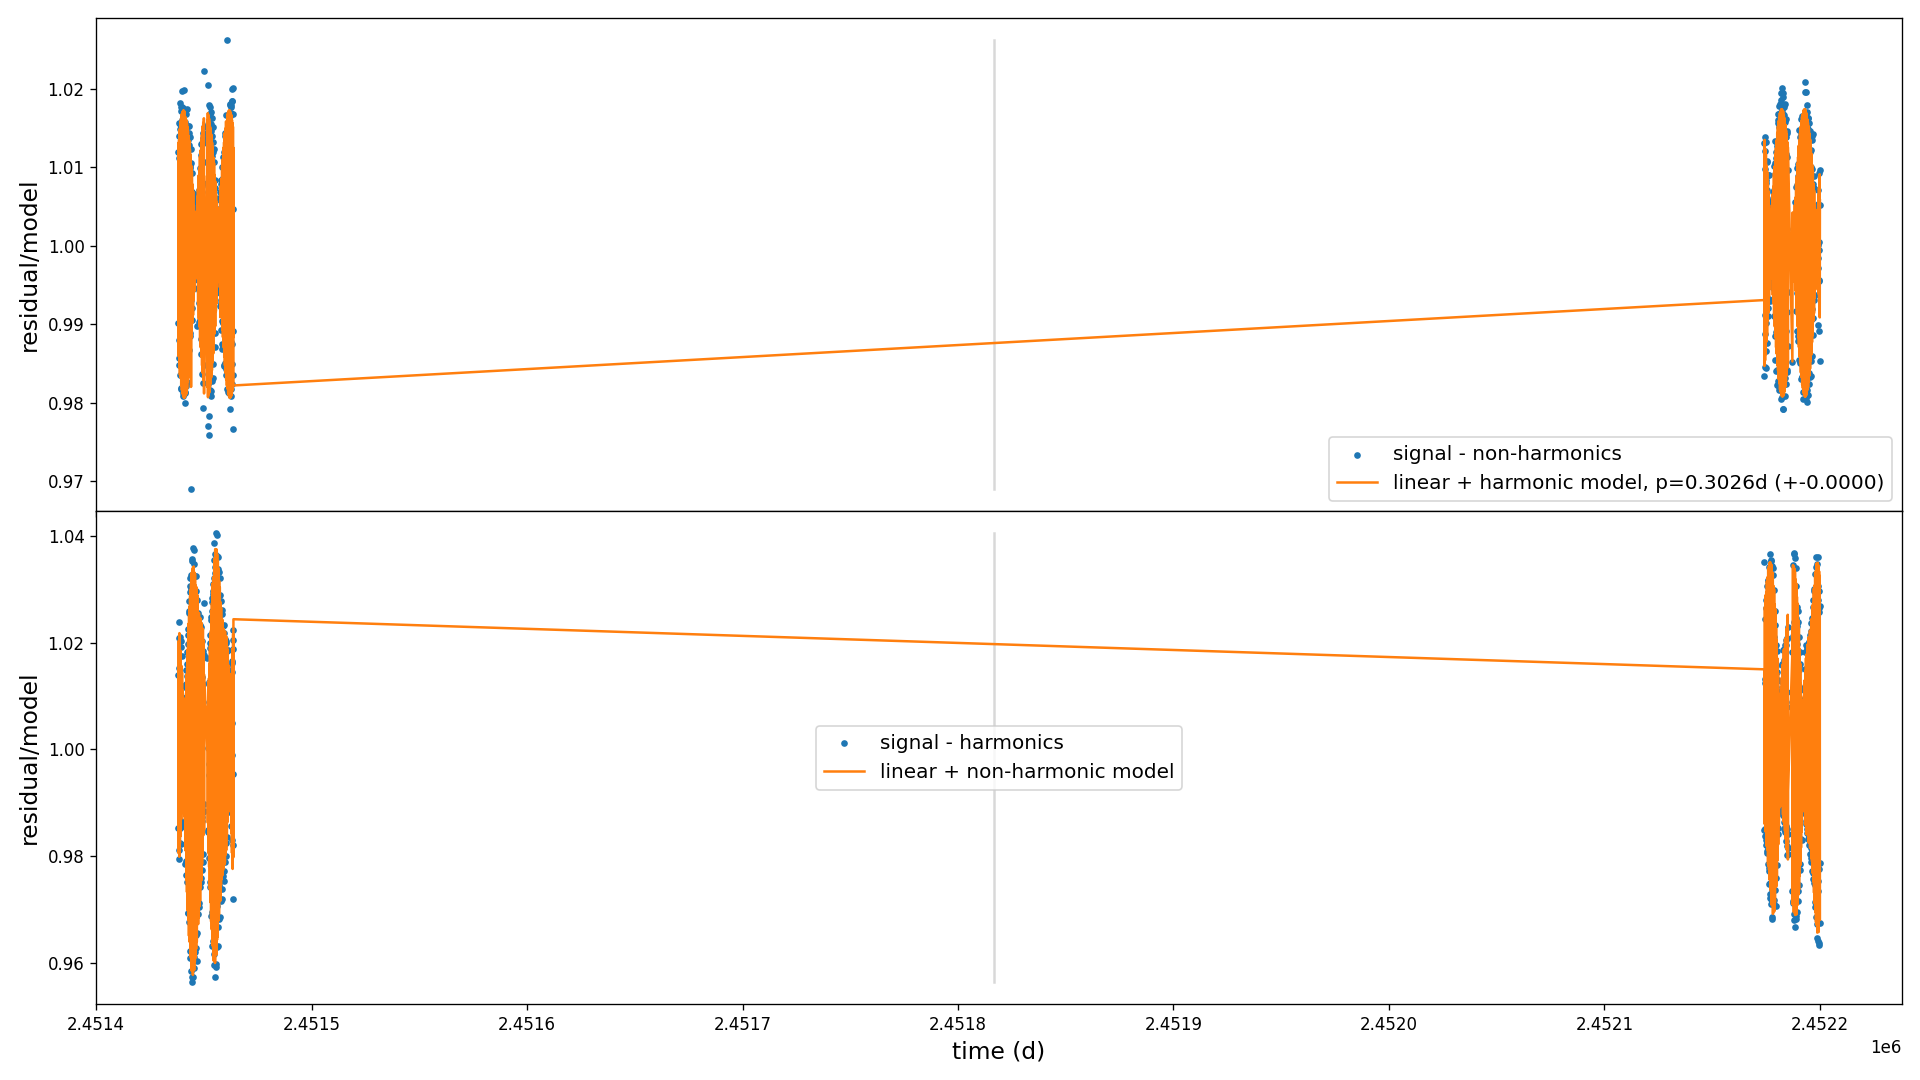 residual/model
1.02
1.01
1.00
0.99
0.98
0.97
signal - non-harmonics
linear + harmonic model, p=0.3026d (+-0.0000)
residual/model
1.04
1.02
1.00
0.98
0.96
signal - harmonics
linear + non-harmonic model
2.4514
2.4515
2.4516
2.4517
2.4518
2.4519
2.4520
2.4521
2.4522
1e6
time (d)